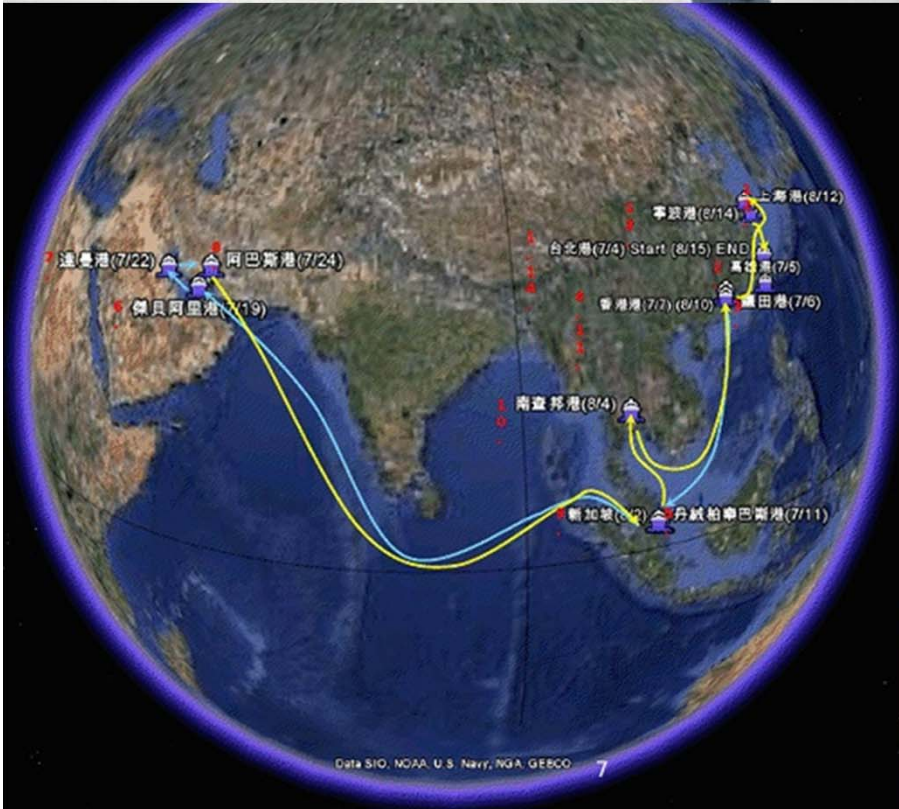 上海港(8/12)
寧波港(8/14)
台北港(7/4) Start (8/15) END
達曼港(7/22)
阿巴斯港(7/24)
高雄港(7/5)
傑貝阿里港(7/19)
香港港(7/7) (8/10)
鹽田港(7/6)
南查邦港(8/4)
10.
新加坡(8/2)
丹絨柏樂巴斯港(7/11)
Data SIO, NOAA, U.S. Navy, NGA, GEBCO
7